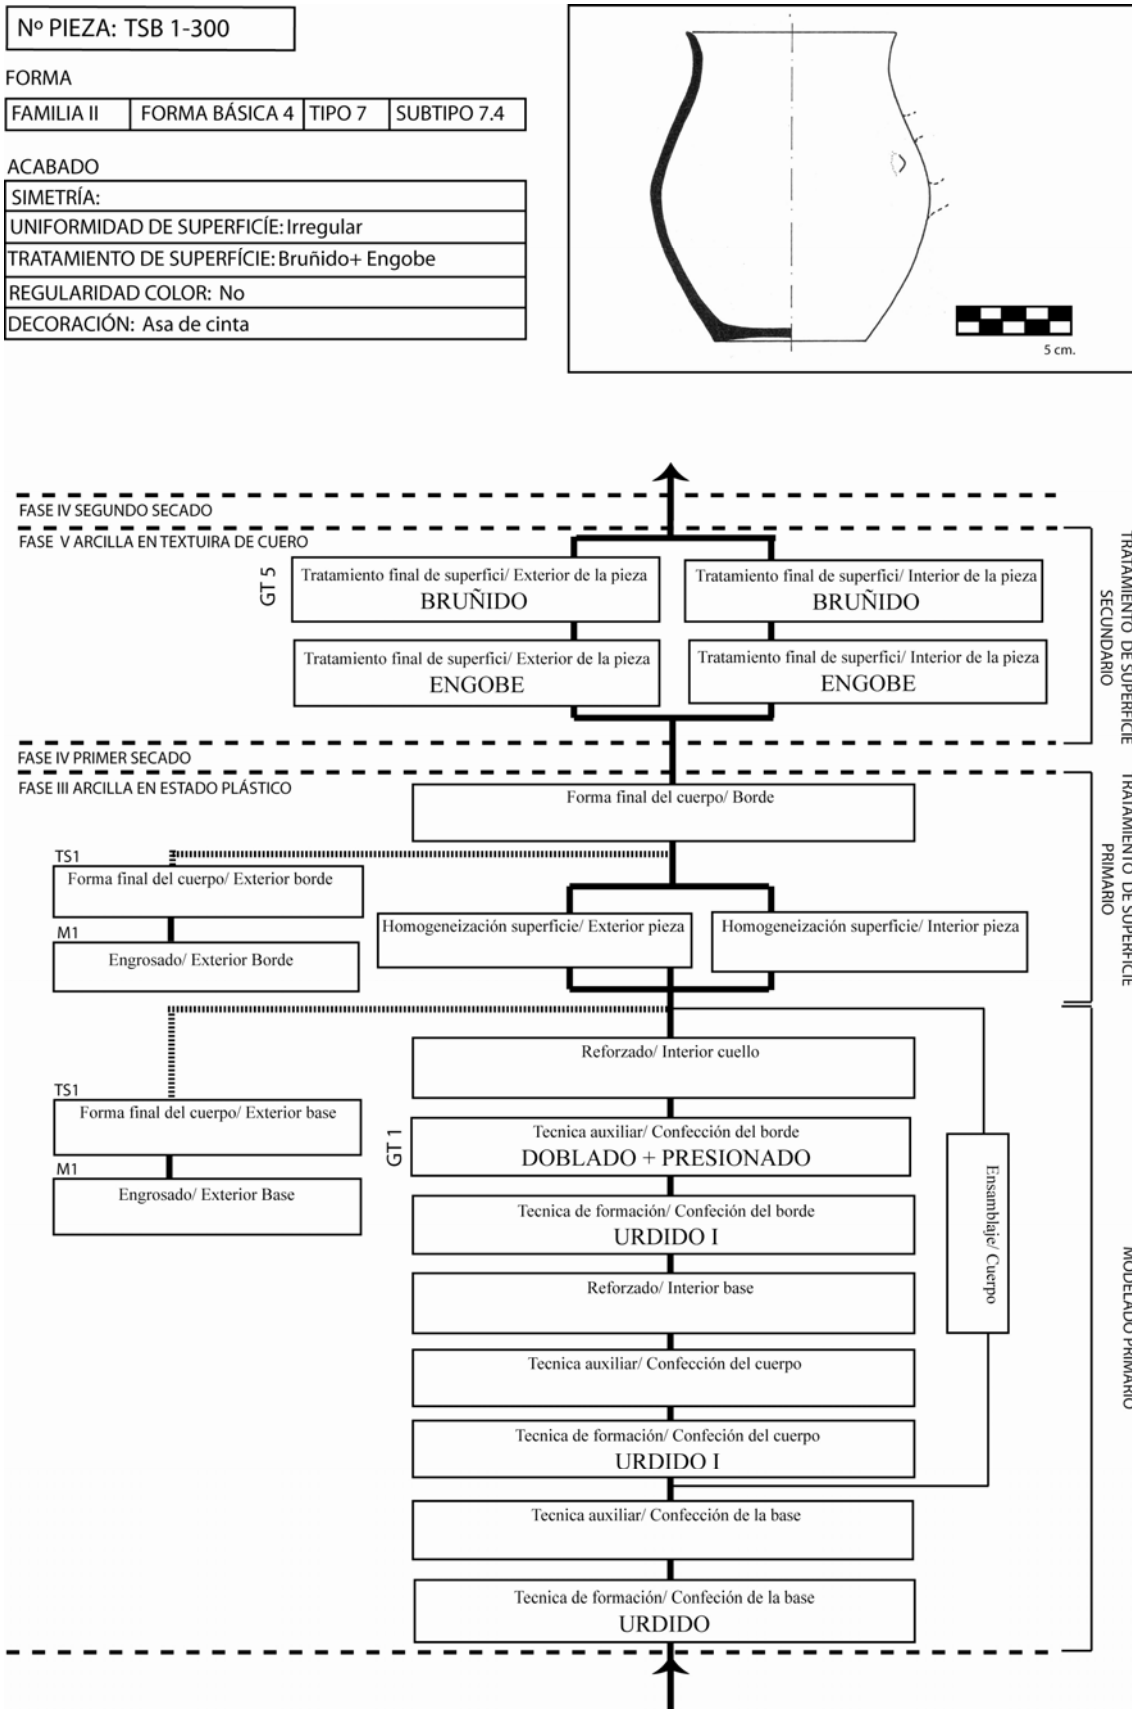 Nº PIEZA: TSB 1-300
FORMA
FAMILIA II
FORMA BÁSICA 4
TIPO 7
SUBTIPO 7.4
ACABADO
SIMETRÍA:
UNIFORMIDAD DE SUPERFICÍE: Irregular
TRATAMIENTO DE SUPERFÍCIE: Bruñido+ Engobe
REGULARIDAD COLOR: No
DECORACIÓN: Asa de cinta
5 cm.
FASE IV SEGUNDO SECADO
FASE V ARCILLA EN TEXTUIRA DE CUERO
GT 5
Tratamiento final de superfici/ Exterior de la pieza
BRUÑIDO
Tratamiento final de superfici/ Interior de la pieza
BRUÑIDO
Tratamiento final de superfici/ Exterior de la pieza
ENGOBE
Tratamiento final de superfici/ Interior de la pieza
ENGOBE
TRATAMIENTO DE SUPERFICIE
SECUNDARIO
FASE IV PRIMER SECADO
FASE III ARCILLA EN ESTADO PLÁSTICO
Forma final del cuerpo/ Borde
TS1
Forma final del cuerpo/ Exterior borde
M1
Engrosado/ Exterior Borde
Homogeneización superficie/ Exterior pieza
Homogeneización superficie/ Interior pieza
TRATAMIENTO DE SUPERFICIE
PRIMARIO
Reforzado/ Interior cuello
TS1
Forma final del cuerpo/ Exterior base
M1
Engrosado/ Exterior Base
GT 1
Tecnica auxiliar/ Confección del borde
DOBLADO + PRESIONADO
Tecnica de formación/ Confeción del borde
URDIDO I
Reforzado/ Interior base
Tecnica auxiliar/ Confección del cuerpo
Tecnica de formación/ Confeción del cuerpo
URDIDO I
Ensamblaje/ Cuerpo
Tecnica auxiliar/ Confección de la base
Tecnica de formación/ Confeción de la base
URDIDO
MODELADO PRIMARIO